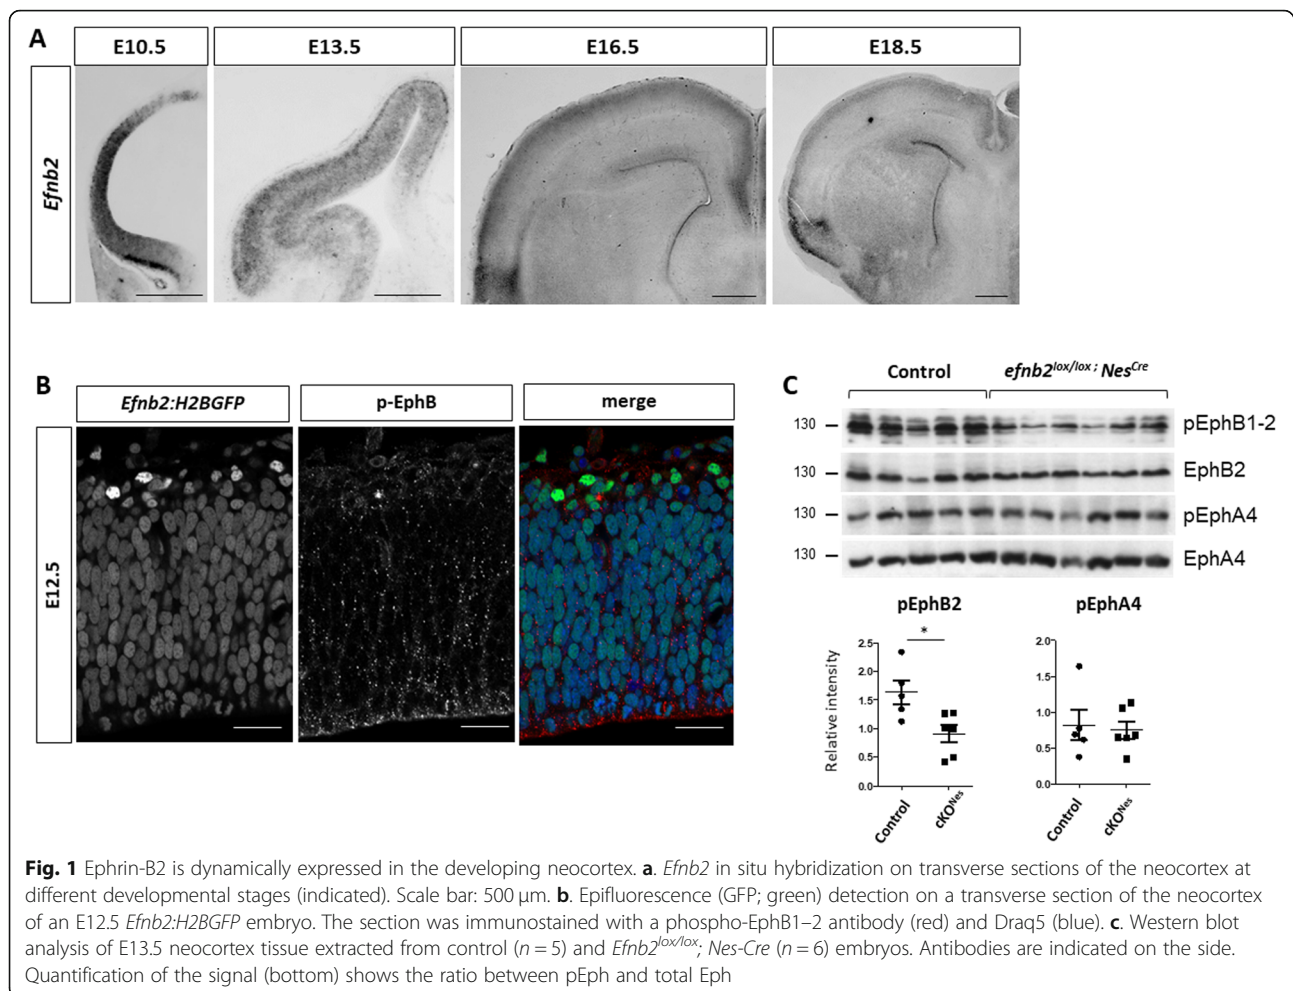 A
E10.5
E13.5
E16.5
E18.5
Efnb2
B
Efnb2:H2BGFP
p-EphB
merge
E12.5
C
Control
efnb2lox/lox; NesCre
130
pEphB1-2
130
EphB2
130
pEphA4
130
EphA4
pEphB2
pEphA4
Relative intensity
2.5
2.0
1.5
1.0
0.5
0.0
*
Control
cKONes
2.0
1.5
1.0
0.5
0.0
Control
cKONes
Fig. 1 Ephrin-B2 is dynamically expressed in the developing neocortex. a. Efnb2 in situ hybridization on transverse sections of the neocortex at
different developmental stages (indicated). Scale bar: 500 μm. b. Epifluorescence (GFP; green) detection on a transverse section of the neocortex
of an E12.5 Efnb2:H2BGFP embryo. The section was immunostained with a phospho-EphB1–2 antibody (red) and Draq5 (blue). c. Western blot
analysis of E13.5 neocortex tissue extracted from control (n = 5) and Efnb2lox/lox; Nes-Cre (n = 6) embryos. Antibodies are indicated on the side.
Quantification of the signal (bottom) shows the ratio between pEph and total Eph